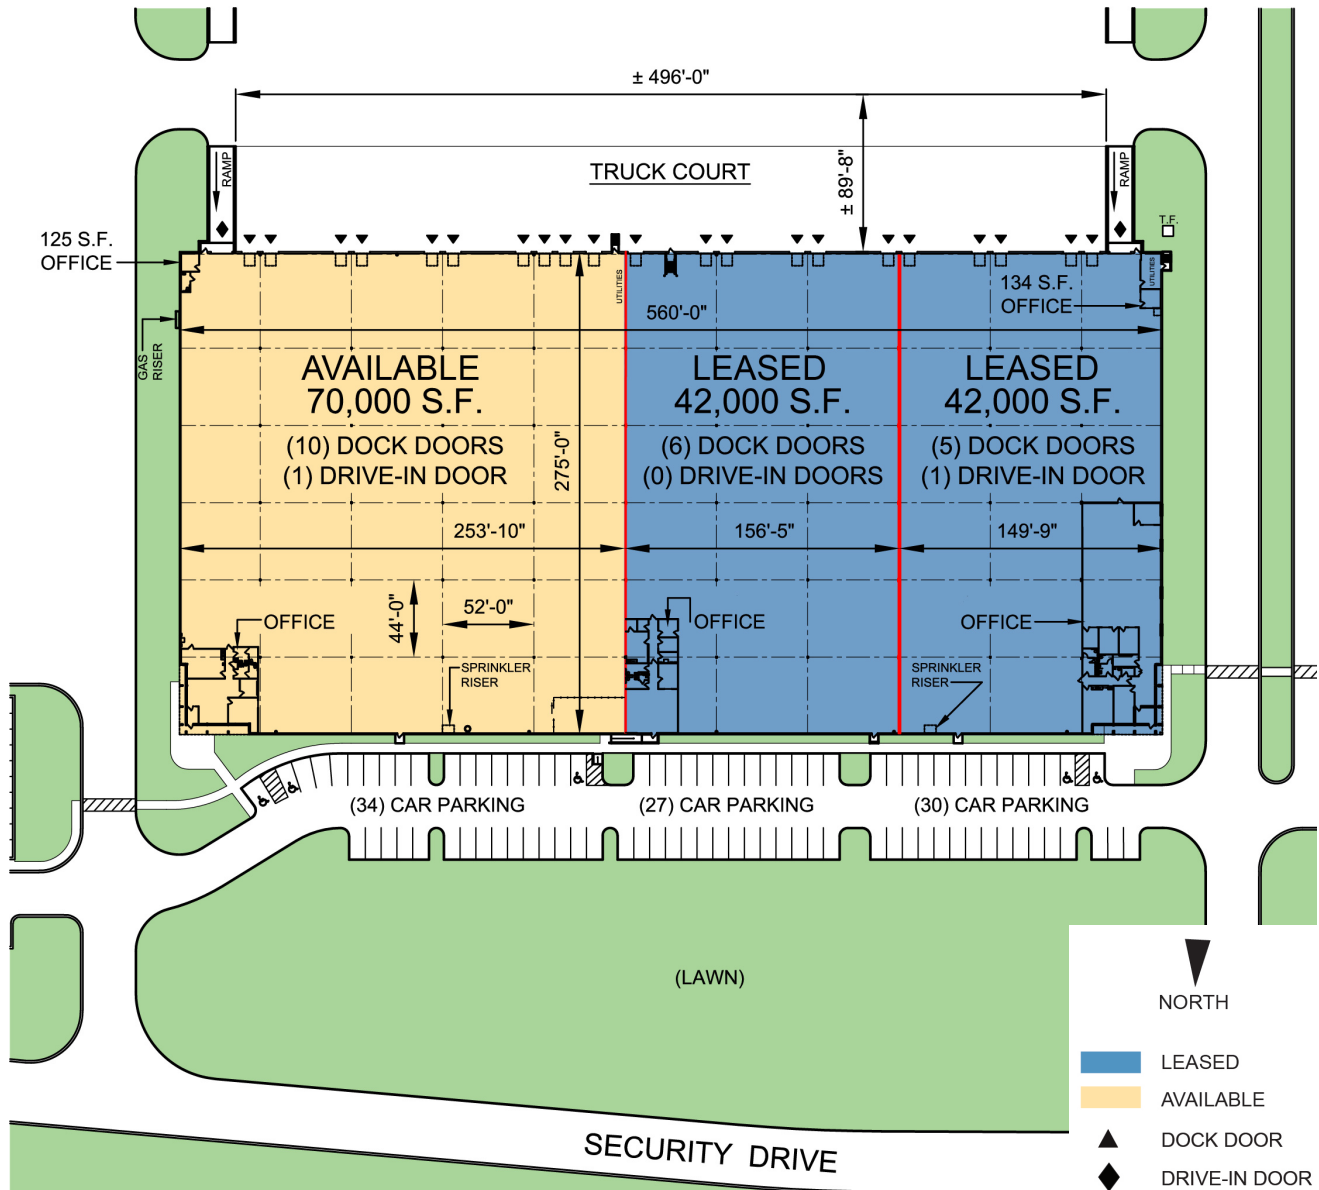 ± 496'-0"
± 89'-8"
TRUCK COURT
RAMP
RAMP
T.F.
125 S.F.
OFFICE
UTILITIES
UTILITIES
134 S.F.
OFFICE
560'-0"
GAS
RISER
AVAILABLE
70,000 S.F.
(10) DOCK DOORS
(1) DRIVE-IN DOOR
275'-0"
LEASED
42,000 S.F.
(6) DOCK DOORS
(0) DRIVE-IN DOORS
LEASED
42,000 S.F.
(5) DOCK DOORS
(1) DRIVE-IN DOOR
253'-10"
156'-5"
149'-9"
44'-0"
52'-0"
OFFICE
OFFICE
OFFICE
SPRINKLER
RISER
SPRINKLER
RISER
(34) CAR PARKING
(27) CAR PARKING
(30) CAR PARKING
(LAWN)
NORTH
LEASED
AVAILABLE
DOCK DOOR
DRIVE-IN DOOR
SECURITY DRIVE